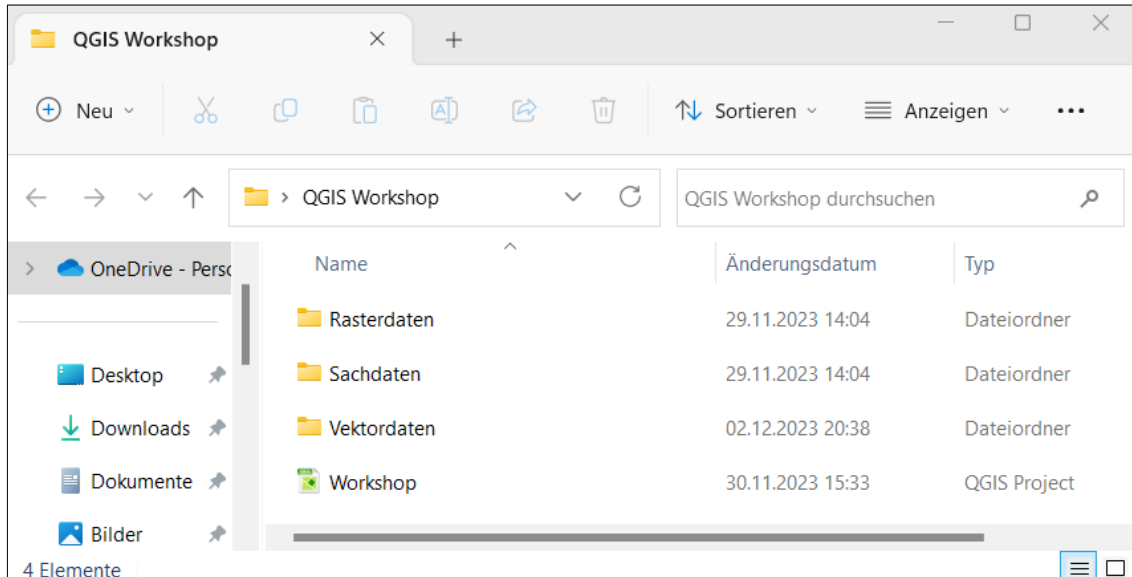 QGIS Workshop
Neu Sortieren Anzeigen
QGIS Workshop QGIS Workshop durchsuchen
OneDrive - Perso Name Änderungsdatum Typ
Rasterdaten 29.11.2023 14:04 Dateiordner
Desktop Sachdaten 29.11.2023 14:04 Dateiordner
Downloads Vektordaten 02.12.2023 20:38 Dateiordner
Dokumente Workshop 30.11.2023 15:33 QGIS Project
Bilder
4 Elemente